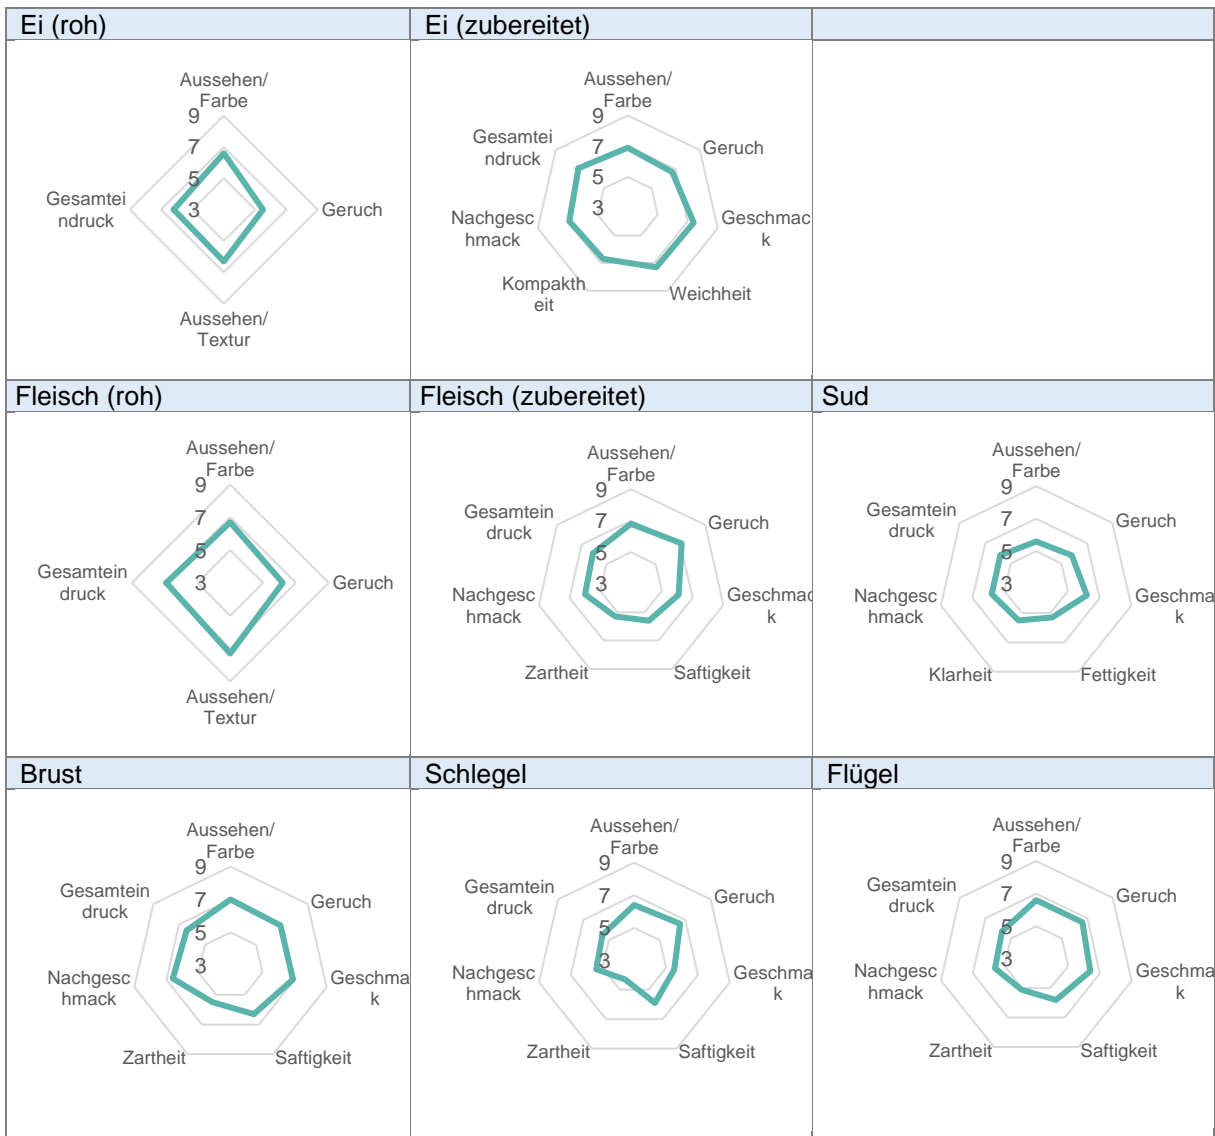 Ei (roh)
Ei (zubereitet)
Aussehen/
Farbe
9
7
5
3
Gesamtei
ndruck
Geruch
Aussehen/
Textur
Aussehen/
Farbe
9
7
5
3
Gesamtei
ndruck
Geruch
Nachgesc
hmack
Geschmac
k
Kompakth
eit
Weichheit
Fleisch (roh)
Fleisch (zubereitet)
Sud
Aussehen/
Farbe
9
7
5
3
Gesamtein
druck
Geruch
Aussehen/
Textur
Aussehen/
Farbe
9
7
5
3
Gesamtein
druck
Geruch
Nachgesc
hmack
Geschmac
k
Zartheit
Saftigkeit
Aussehen/
Farbe
9
7
5
3
Gesamtein
druck
Geruch
Nachgesc
hmack
Geschma
k
Klarheit
Fettigkeit
Brust
Schlegel
Flügel
Aussehen/
Farbe
9
7
5
3
Gesamtein
druck
Geruch
Nachgesc
hmack
Geschma
k
Zartheit
Saftigkeit
Aussehen/
Farbe
9
7
5
3
Gesamtein
druck
Geruch
Nachgesc
hmack
Geschma
k
Zartheit
Saftigkeit
Aussehen/
Farbe
9
7
5
3
Gesamtein
druck
Geruch
Nachgesc
hmack
Geschma
k
Zartheit
Saftigkeit